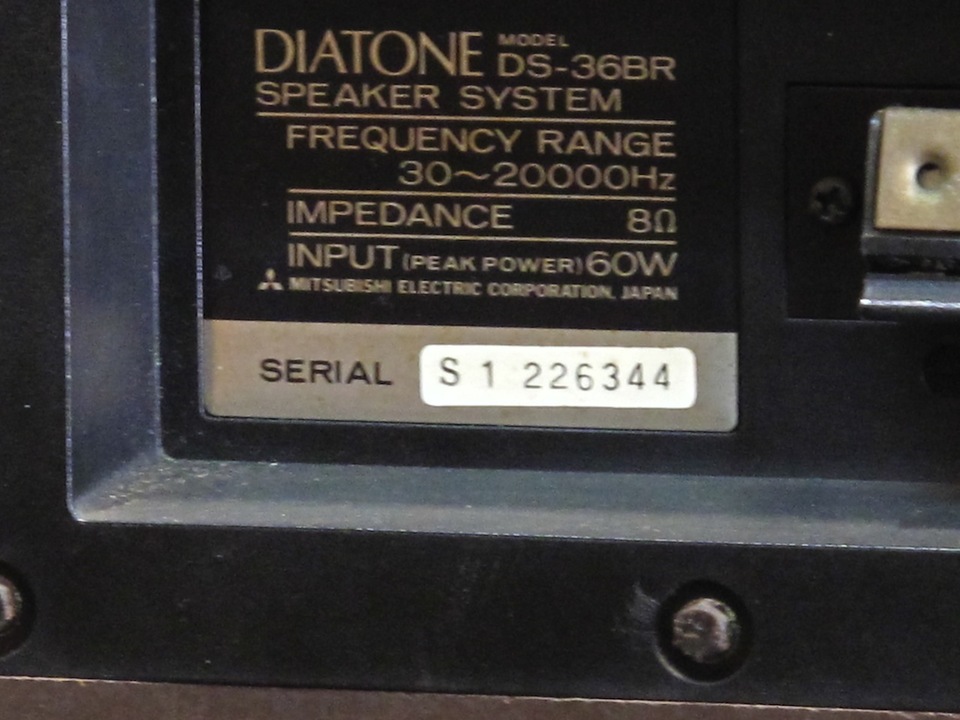 DIATONE MODEL DS-36BR
SPEAKER SYSTEM
FREQUENCY RANGE
30~20000Hz
IMPEDANCE 8Ω
INPUT (PEAK POWER) 60W
MITSUBISHI ELECTRIC CORPORATION. JAPAN
SERIAL S 1 226344